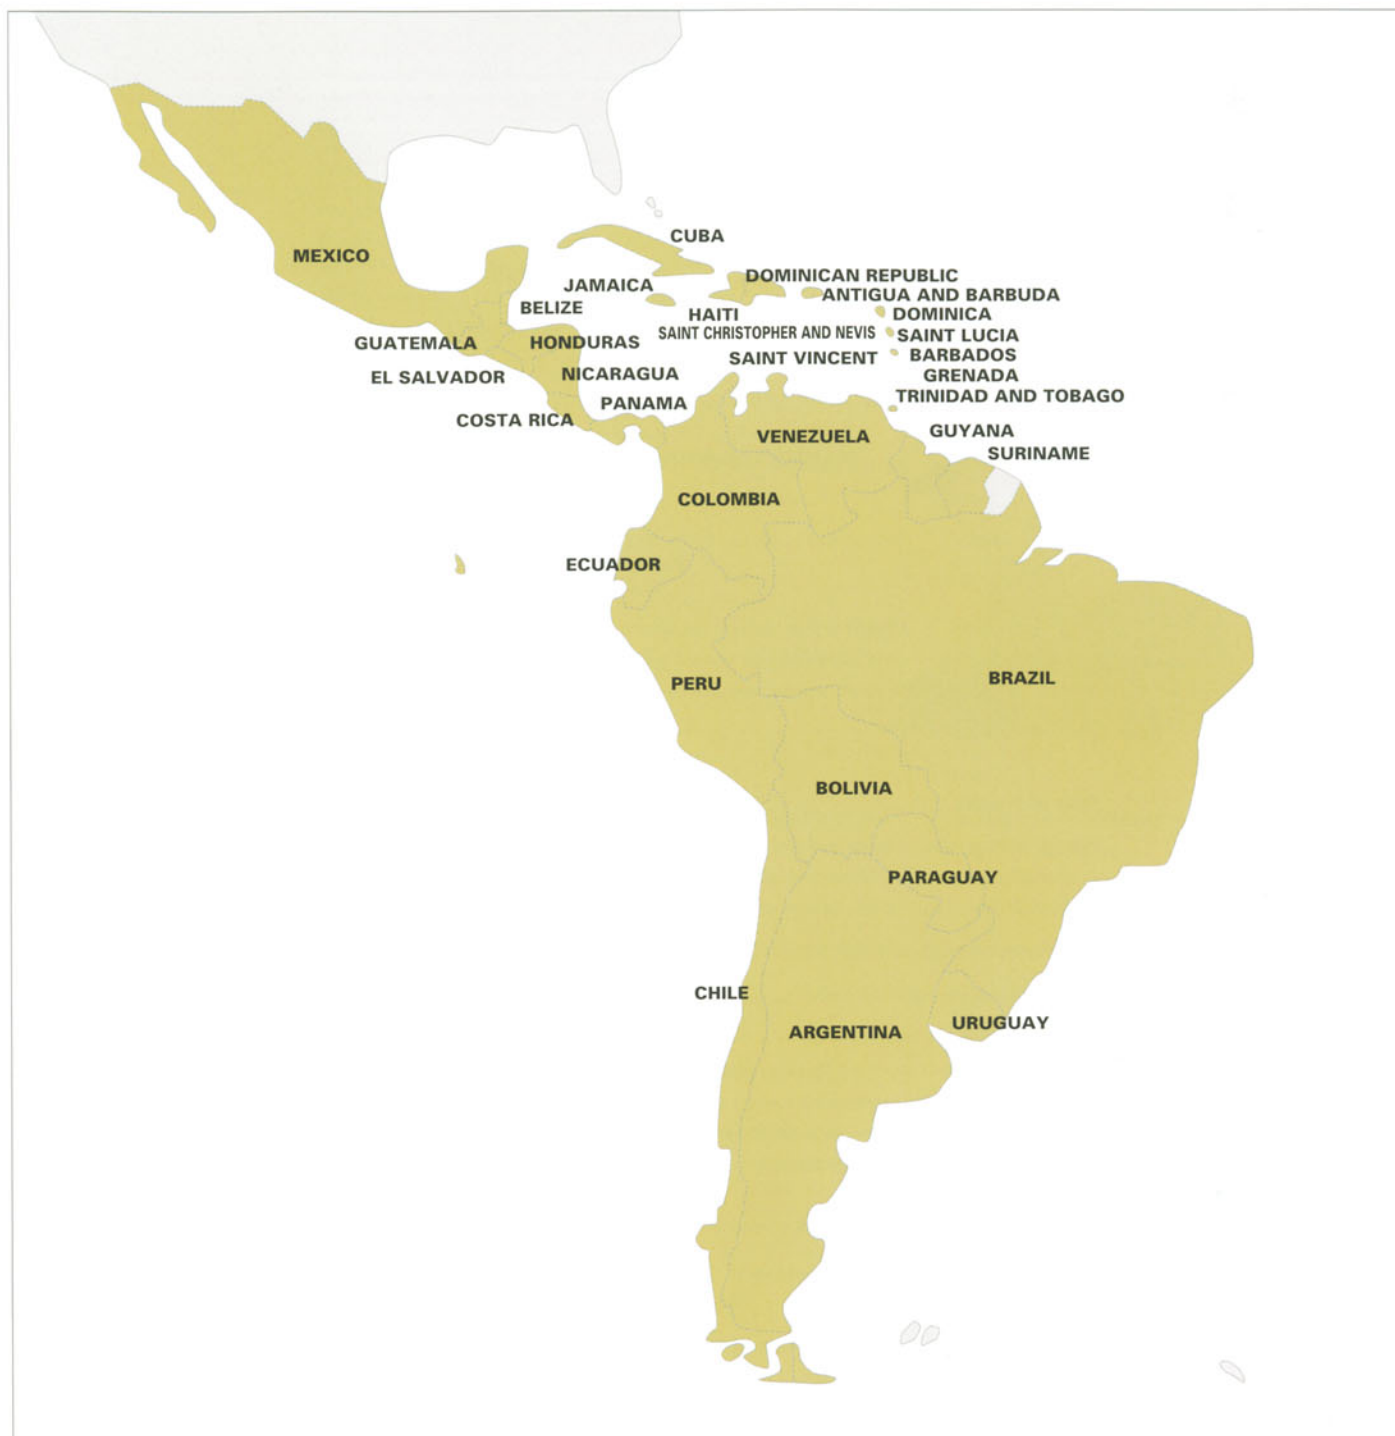 CUBA
MEXICO
DOMINICAN REPUBLIC
JAMAICA
ANTIGUA AND BARBUDA
BELIZE
HAITI
DOMINICA
SAINT CHRISTOPHER AND NEVIS
SAINT LUCIA
GUATEMALA
HONDURAS
SAINT VINCENT
BARBADOS
EL SALVADOR
NICARAGUA
GRENADA
TRINIDAD AND TOBAGO
PANAMA
COSTA RICA
VENEZUELA
GUYANA
SURINAME
COLOMBIA
ECUADOR
PERU
BRAZIL
BOLIVIA
PARAGUAY
CHILE
ARGENTINA
URUGUAY